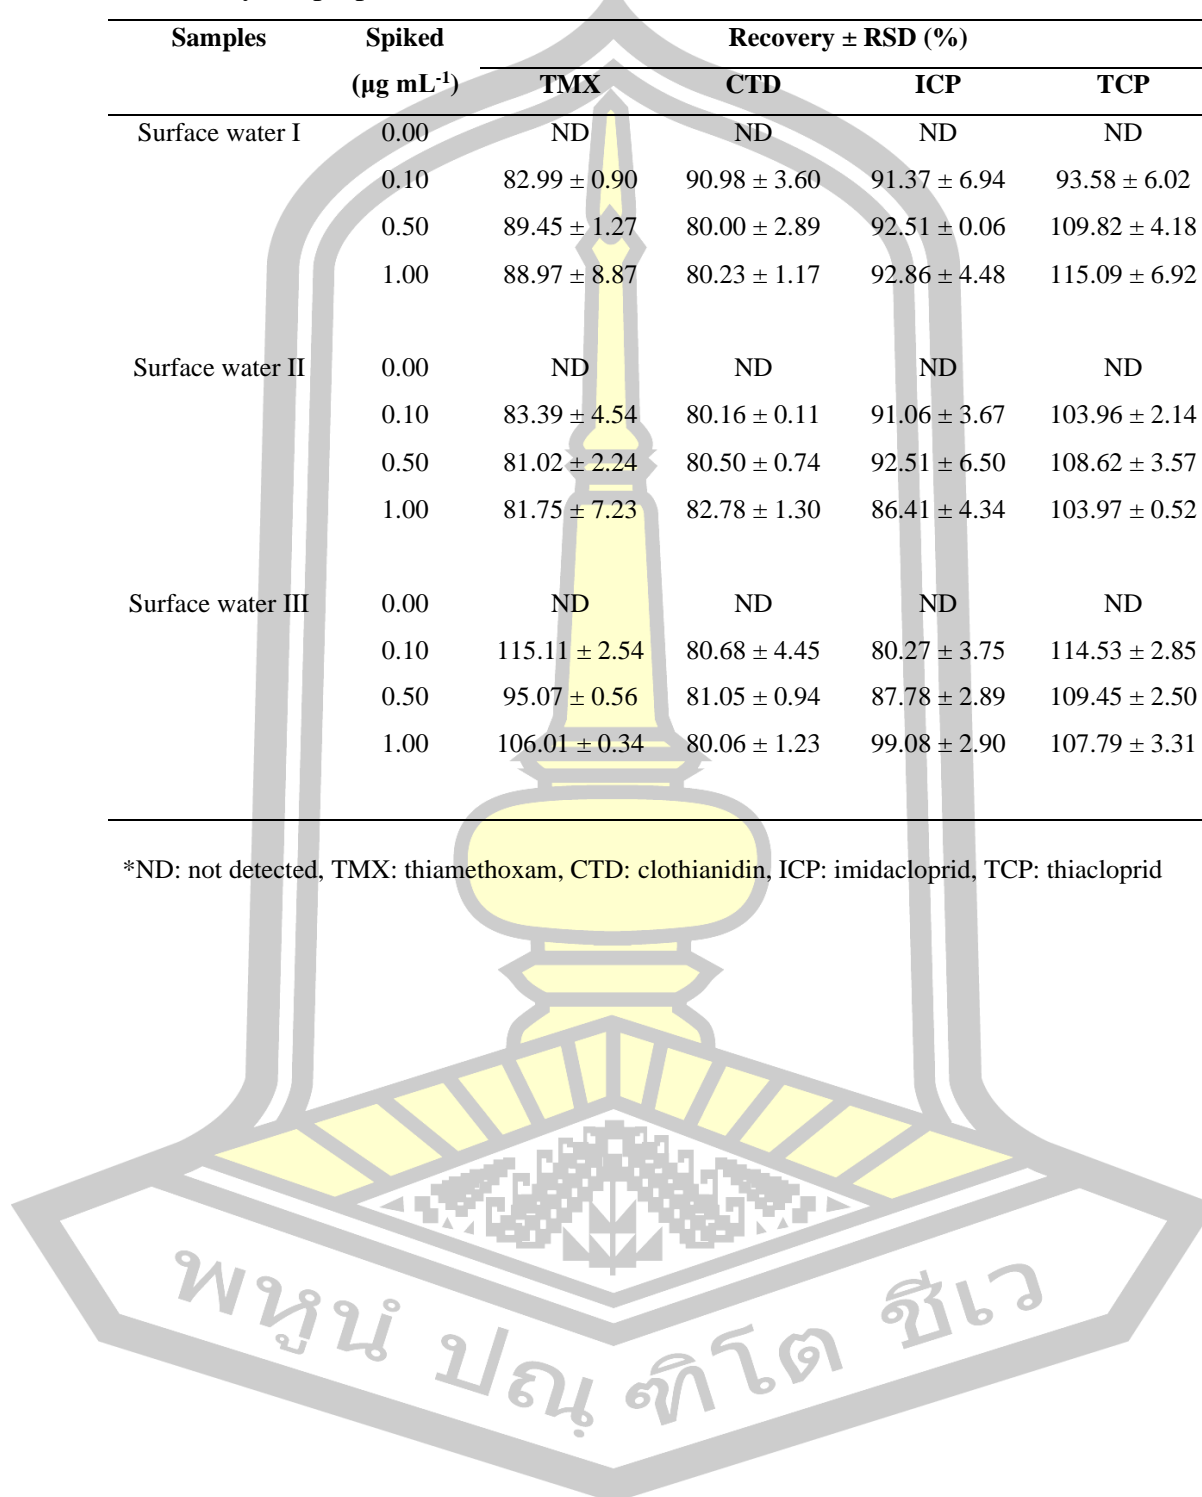 Samples Spiked Recovery ± RSD (%)
(µg mL-1) TMX CTD ICP TCP
Surface water I 0.00 ND ND ND ND
0.10 82.99 ± 0.90 90.98 ± 3.60 91.37 ± 6.94 93.58 ± 6.02
0.50 89.45 ± 1.27 80.00 ± 2.89 92.51 ± 0.06 109.82 ± 4.18
1.00 88.97 ± 8.87 80.23 ± 1.17 92.86 ± 4.48 115.09 ± 6.92
Surface water II 0.00 ND ND ND ND
0.10 83.39 ± 4.54 80.16 ± 0.11 91.06 ± 3.67 103.96 ± 2.14
0.50 81.02 ± 2.24 80.50 ± 0.74 92.51 ± 6.50 108.62 ± 3.57
1.00 81.75 ± 7.23 82.78 ± 1.30 86.41 ± 4.34 103.97 ± 0.52
Surface water III 0.00 ND ND ND ND
0.10 115.11 ± 2.54 80.68 ± 4.45 80.27 ± 3.75 114.53 ± 2.85
0.50 95.07 ± 0.56 81.05 ± 0.94 87.78 ± 2.89 109.45 ± 2.50
1.00 106.01 ± 0.34 80.06 ± 1.23 99.08 ± 2.90 107.79 ± 3.31
*ND: not detected, TMX: thiamethoxam, CTD: clothianidin, ICP: imidacloprid, TCP: thiacloprid
พหูนํ ปณฺฑิโต ชีเว